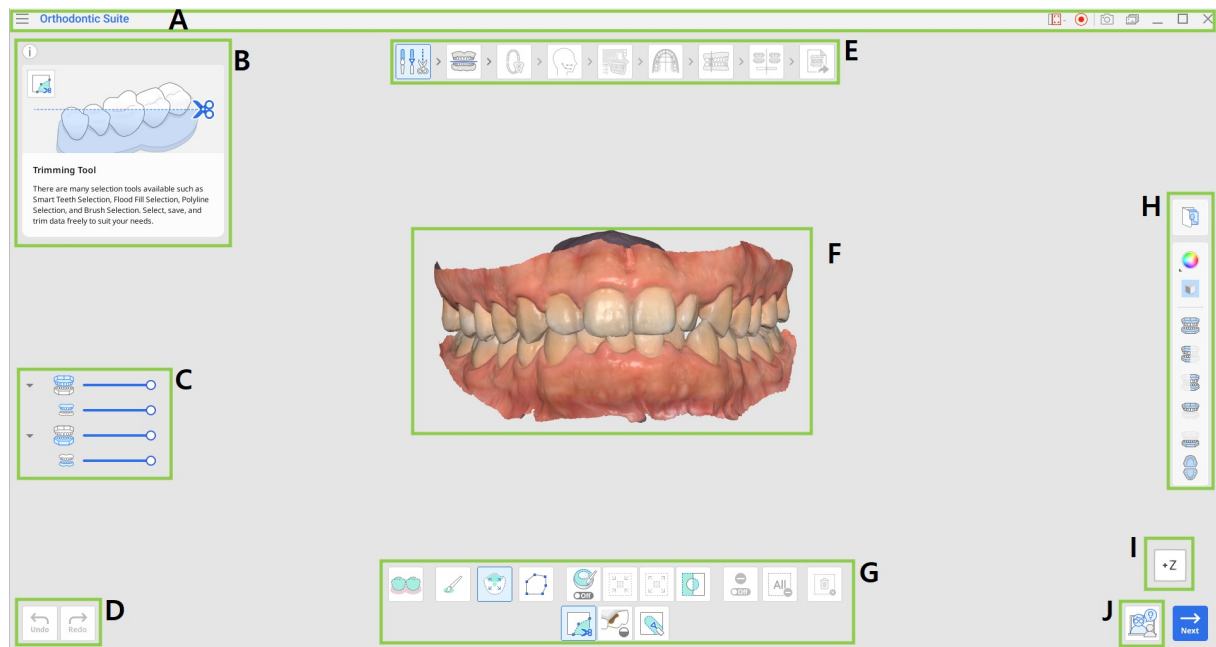 Orthodontic Suite
A
B
Trimming Tool
There are many selection tools available such as
Smart Teeth Selection, Flood Fill Selection, Polyline
Selection, and Brush Selection. Select, save, and
trim data freely to suit your needs.
E
F
H
C
I
+Z
G
Off
Off
All
D
Undo
Redo
J
Next